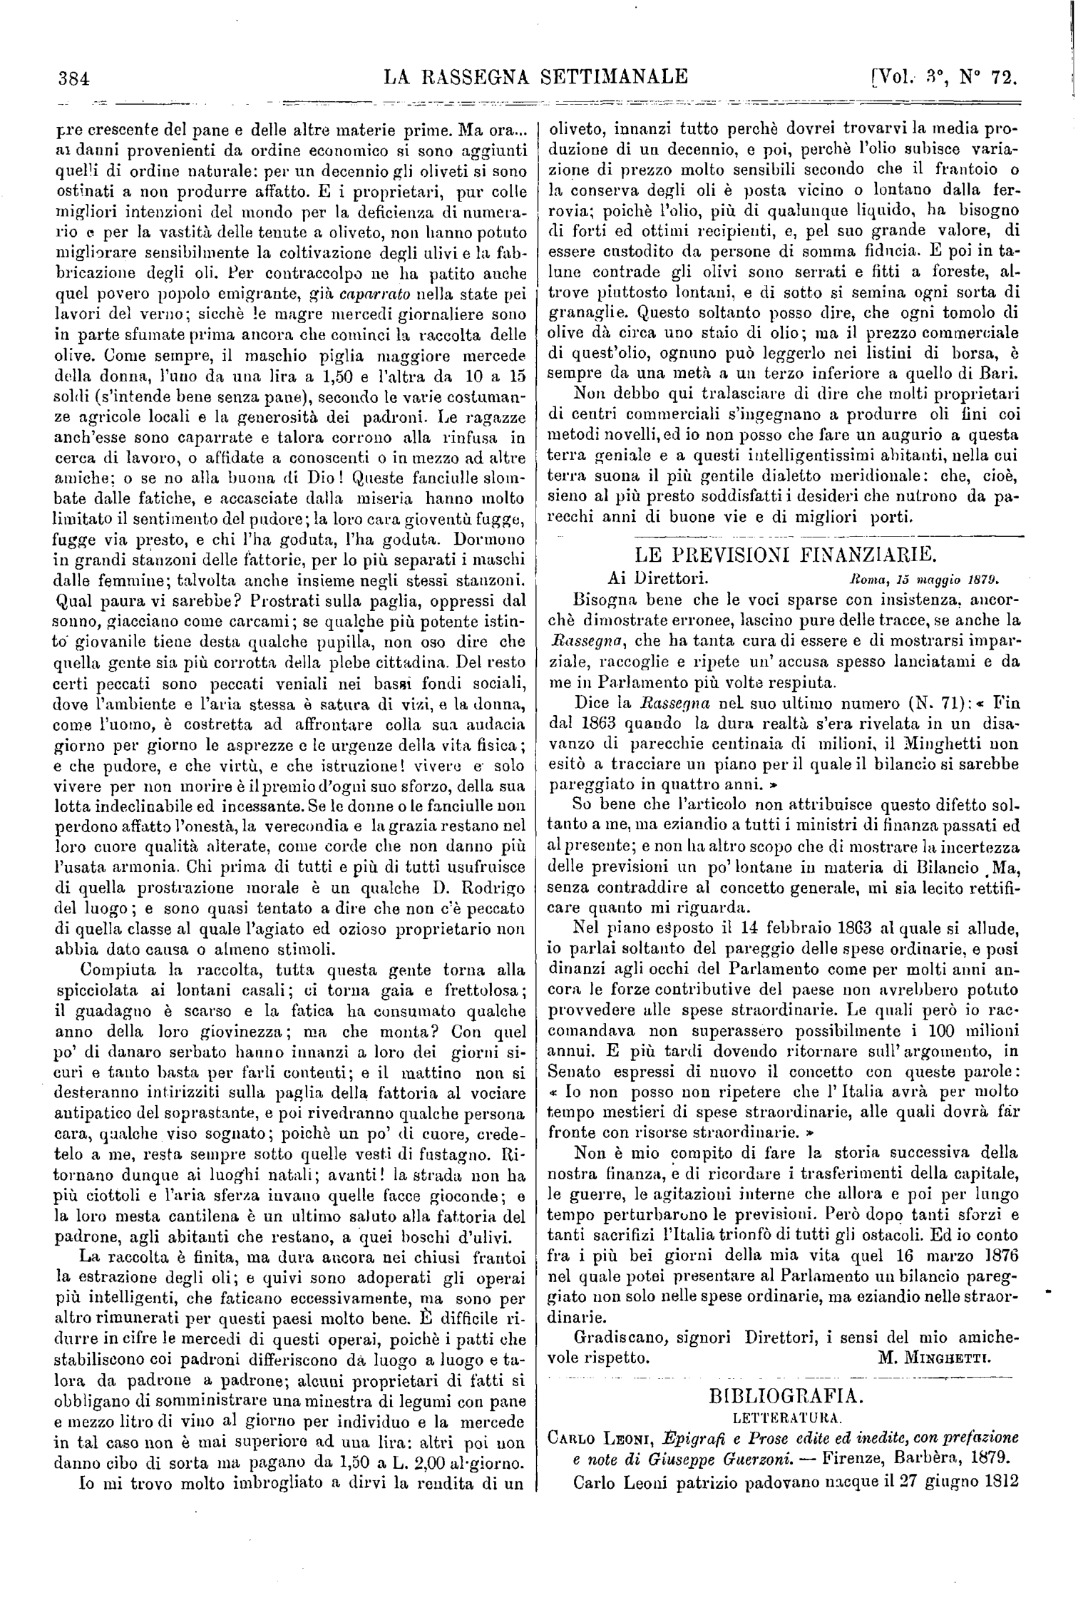 384
LA RASSEGNA SETTIMANALE
[Vol. 3°, N° 72.
pre crescente del pane e delle altre materie prime. Ma ora...
ai danni provenienti da ordine economico si sono aggiunti
quelli di ordine naturale: per un decennio gli oliveti si sono
ostinati a non produrre affatto. E i proprietari, pur colle
migliori intenzioni del mondo per la deficienza di numera-
rio e per la vastità delle tenute a oliveto, non hanno potuto
migliorare sensibilmente la coltivazione degli ulivi e la fab-
bricazione degli oli. Per contraccolpo ne ha patito anche
quel povero popolo emigrante, già caparrato nella state pei
lavori del verno; sicchè le magre mercedi giornaliere sono
in parte sfumate prima ancora che cominci la raccolta delle
olive. Come sempre, il maschio piglia maggiore mercede
della donna, l'uno da una lira a 1,50 e l'altra da 10 a 15
soldi (s'intende bene senza pane), secondo le varie costuman-
ze agricole locali e la generosità dei padroni. Le ragazze
anch'esse sono caparrate e talora corrono alla rinfusa in
cerca di lavoro, o affidate a conoscenti o in mezzo ad altre
amiche; o se no alla buona di Dio! Queste fanciulle slom-
bate dalle fatiche, e accasciate dalla miseria hanno molto
limitato il sentimento del pudore; la loro cara gioventù fugge,
fugge via presto, e chi l'ha goduta, l'ha goduta. Dormono
in grandi stanzoni delle fattorie, per lo più separati i maschi
dalle femmine; talvolta anche insieme negli stessi stanzoni.
Qual paura vi sarebbe? Prostrati sulla paglia, oppressi dal
sonno, giacciano come carcami; se qualche più potente istin-
to giovanile tiene desta qualche pupilla, non oso dire che
quella gente sia più corrotta della plebe cittadina. Del resto
certi peccati sono peccati veniali nei bassi fondi sociali,
dove l'ambiente e l'aria stessa è satura di vizi, e la donna,
come l'uomo, è costretta ad affrontare colla sua audacia
giorno per giorno le asprezze e le urgenze della vita fisica;
e che pudore, e che virtù, e che istruzione! vivere e solo
vivere per non morire è il premio d'ogni suo sforzo, della sua
lotta indeclinabile ed incessante. Se le donne o le fanciulle non
perdono affatto l'onestà, la verecondia e la grazia restano nel
loro cuore qualità alterate, come corde che non danno più
l'usata armonia. Chi prima di tutti e più di tutti usufruisce
di quella prostrazione morale è un qualche D. Rodrigo
del luogo; e sono quasi tentato a dire che non c'è peccato
di quella classe al quale l'agiato ed ozioso proprietario non
abbia dato causa o almeno stimoli.
Compiuta la raccolta, tutta questa gente torna alla
spicciolata ai lontani casali; ci torna gaia e frettolosa;
il guadagno è scarso e la fatica ha consumato qualche
anno della loro giovinezza; ma che monta? Con quel
po' di danaro serbato hanno innanzi a loro dei giorni si-
curi e tanto basta per farli contenti; e il mattino non si
desteranno intirizziti sulla paglia della fattoria al vociare
antipatico del soprastante, e poi rivedranno qualche persona
cara, qualche viso sognato; poichè un po' di cuore, crede-
telo a me, resta sempre sotto quelle vesti di fustagno. Ri-
tornano dunque ai luoghi natali; avanti! la strada non ha
più ciottoli e l'aria sferza invano quelle facce gioconde; e
la loro mesta cantilena è un ultimo saluto alla fattoria del
padrone, agli abitanti che restano, a quei boschi d'ulivi.
La raccolta è finita, ma dura ancora nei chiusi frantoi
la estrazione degli oli; e quivi sono adoperati gli operai
più intelligenti, che faticano eccessivamente, ma sono per
altro rimunerati per questi paesi molto bene. È difficile ri-
durre in cifre le mercedi di questi operai, poichè i patti che
stabiliscono coi padroni differiscono da luogo a luogo e ta-
lora da padrone a padrone; alcuni proprietari di fatti si
obbligano di somministrare una minestra di legumi con pane
e mezzo litro di vino al giorno per individuo e la mercede
in tal caso non è mai superiore ad una lira: altri poi non
danno cibo di sorta ma pagano da 1,50 a L. 2,00 al giorno.
Io mi trovo molto imbrogliato a dirvi la rendita di un
oliveto, innanzi tutto perchè dovrei trovarvi la media pro-
duzione di un decennio, e poi, perchè l'olio subisce varia-
zione di prezzo molto sensibili secondo che il frantoio o
la conserva degli oli è posta vicino o lontano dalla fer-
rovia; poichè l'olio, più di qualunque liquido, ha bisogno
di forti ed ottimi recipienti, e, pel suo grande valore, di
essere custodito da persone di somma fiducia. E poi in ta-
lune contrade gli olivi sono serrati e fitti a foreste, al-
trove piuttosto lontani, e di sotto si semina ogni sorta di
granaglie. Questo soltanto posso dire, che ogni tomolo di
olive dà circa uno staio di olio; ma il prezzo commerciale
di quest'olio, ognuno può leggerlo nei listini di borsa, è
sempre da una metà a un terzo inferiore a quello di Bari.
Non debbo qui tralasciare di dire che molti proprietari
di centri commerciali s'ingegnano a produrre oli fini coi
metodi novelli, ed io non posso che fare un augurio a questa
terra geniale e a questi intelligentissimi abitanti, nella cui
terra suona il più gentile dialetto meridionale: che, cioè,
sieno al più presto soddisfatti i desideri che nutrono da pa-
recchi anni di buone vie e di migliori porti.
LE PREVISIONI FINANZIARIE.
Ai Direttori.
Roma, 15 maggio 1879.
Bisogna bene che le voci sparse con insistenza, ancor-
chè dimostrate erronee, lascino pure delle tracce, se anche la
Rassegna, che ha tanta cura di essere e di mostrarsi impar-
ziale, raccoglie e ripete un' accusa spesso lanciatami e da
me in Parlamento più volte respinta.
Dice la Rassegna nel suo ultimo numero (N. 71): « Fin
dal 1863 quando la dura realtà s'era rivelata in un disa-
vanzo di parecchie centinaia di milioni, il Minghetti non
esitò a tracciare un piano per il quale il bilancio si sarebbe
pareggiato in quattro anni. »
So bene che l'articolo non attribuisce questo difetto sol-
tanto a me, ma eziandio a tutti i ministri di finanza passati ed
al presente; e non ha altro scopo che di mostrare la incertezza
delle previsioni un po' lontane in materia di Bilancio. Ma,
senza contraddire al concetto generale, mi sia lecito rettifi-
care quanto mi riguarda.
Nel piano esposto il 14 febbraio 1863 al quale si allude,
io parlai soltanto del pareggio delle spese ordinarie, e posi
dinanzi agli occhi del Parlamento come per molti anni an-
cora le forze contributive del paese non avrebbero potuto
provvedere alle spese straordinarie. Le quali però io rac-
comandava non superassero possibilmente i 100 milioni
annui. E più tardi dovendo ritornare sull'argomento, in
Senato espressi di nuovo il concetto con queste parole:
« Io non posso non ripetere che l'Italia avrà per molto
tempo mestieri di spese straordinarie, alle quali dovrà far
fronte con risorse straordinarie. »
Non è mio compito di fare la storia successiva della
nostra finanza, e di ricordare i trasferimenti della capitale,
le guerre, le agitazioni interne che allora e poi per lungo
tempo perturbarono le previsioni. Però dopo tanti sforzi e
tanti sacrifizi l'Italia trionfò di tutti gli ostacoli. Ed io conto
fra i più bei giorni della mia vita quel 16 marzo 1876
nel quale potei presentare al Parlamento un bilancio pareg-
giato non solo nelle spese ordinarie, ma eziandio nelle straor-
dinarie.
Gradiscano, signori Direttori, i sensi del mio amiche-
vole rispetto.
M. MINGHETTI.
BIBLIOGRAFIA.
LETTERATURA.
CARLO LEONI, Epigrafi e Prose edite ed inedite, con prefazione
e note di Giuseppe Guerzoni. — Firenze, Barbèra, 1879.
Carlo Leoni patrizio padovano nacque il 27 giugno 1812